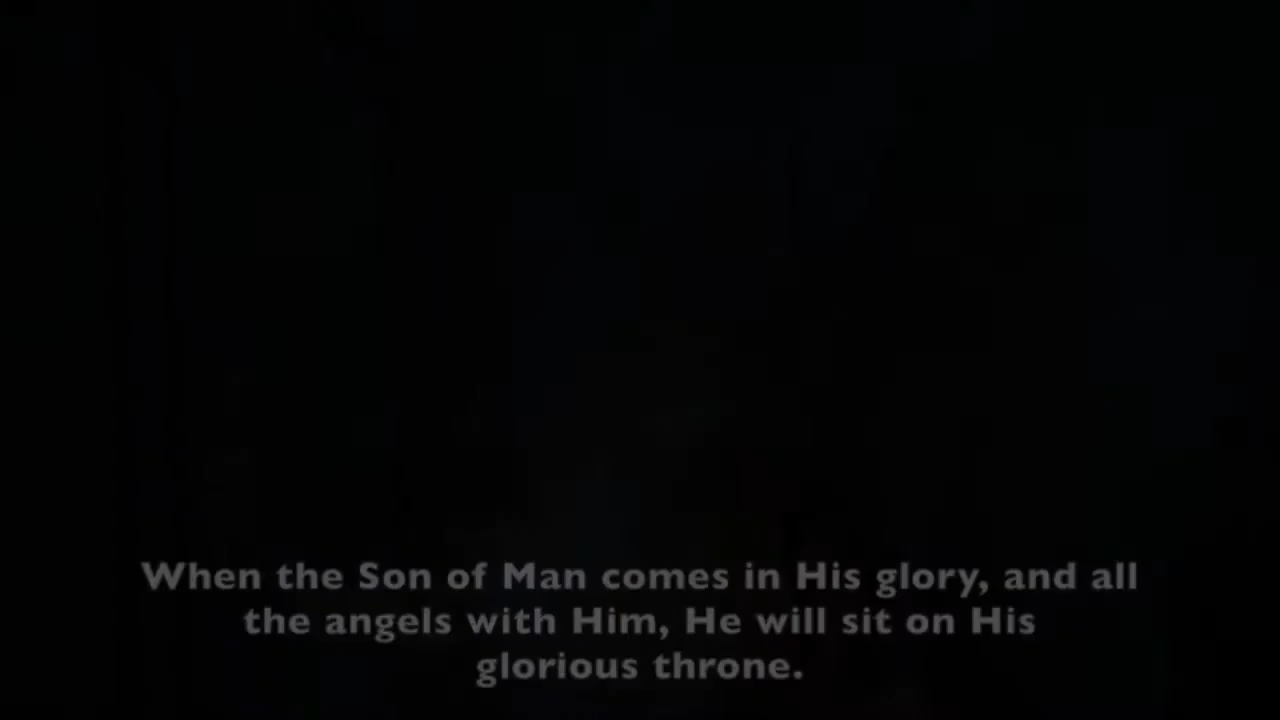 When the Son of Man comes in His glory, and all
the angels with Him, He will sit on His
glorious throne.